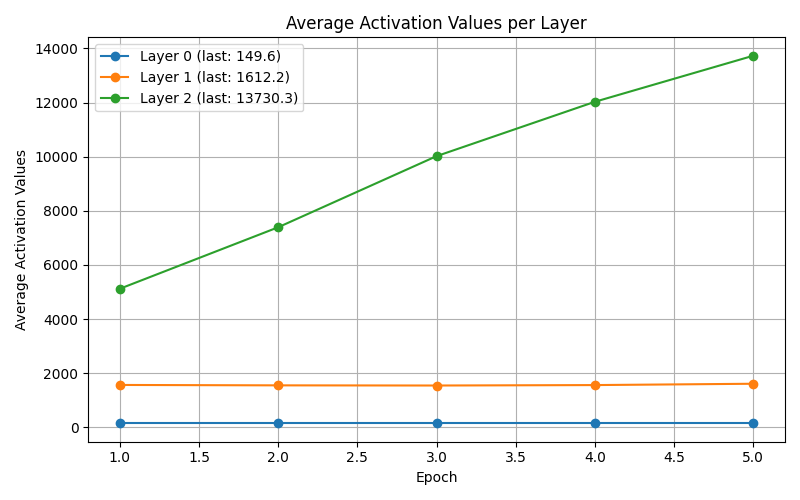 Average Activation Values per Layer
Layer 0 (last: 149.6)
Layer 1 (last: 1612.2)
Layer 2 (last: 13730.3)
Average Activation Values
14000
12000
10000
8000
6000
4000
2000
0
1.0 1.5 2.0 2.5 3.0 3.5 4.0 4.5 5.0
Epoch